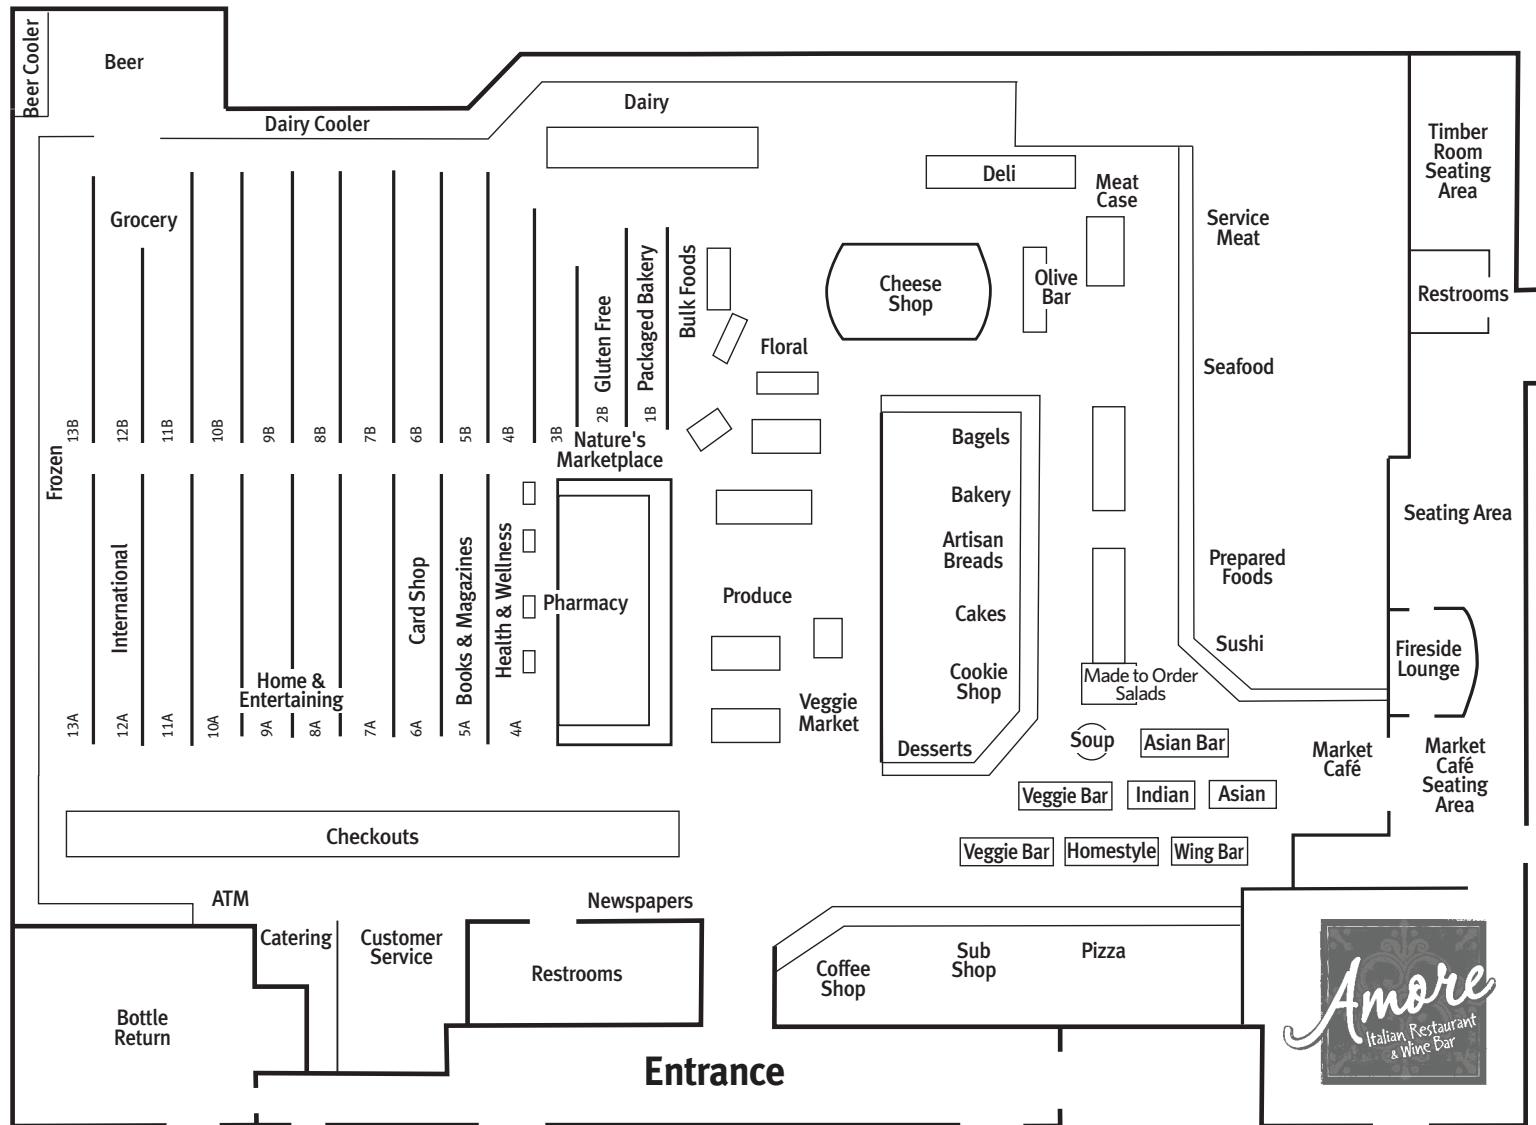 Beer Cooler
Beer
Dairy Cooler
Dairy
Deli
Meat
Case
Service
Meat
Timber
Room
Seating
Area
Restrooms
Grocery
Gluten Free
Packaged Bakery
Bulk Foods
Floral
Cheese
Shop
Olive
Bar
Seafood
13B
12B
11B
10B
9B
8B
7B
6B
5B
4B
3B
2B
1B
Nature's
Marketplace
Frozen
International
Home &
Entertaining
Card Shop
Books & Magazines
Health & Wellness
Pharmacy
Produce
Veggie
Market
Bagels
Bakery
Artisan
Breads
Cakes
Cookie
Shop
Desserts
Prepared
Foods
Sushi
Made to Order
Salads
Seating Area
Fireside
Lounge
13A
12A
11A
10A
9A
8A
7A
6A
5A
4A
Soup
Asian Bar
Veggie Bar
Indian
Asian
Veggie Bar
Homestyle
Wing Bar
Market
Café
Market
Café
Seating
Area
Checkouts
ATM
Newspapers
Catering
Customer
Service
Restrooms
Coffee
Shop
Sub
Shop
Pizza
Bottle
Return
Entrance
Amore
Italian Restaurant
& Wine Bar